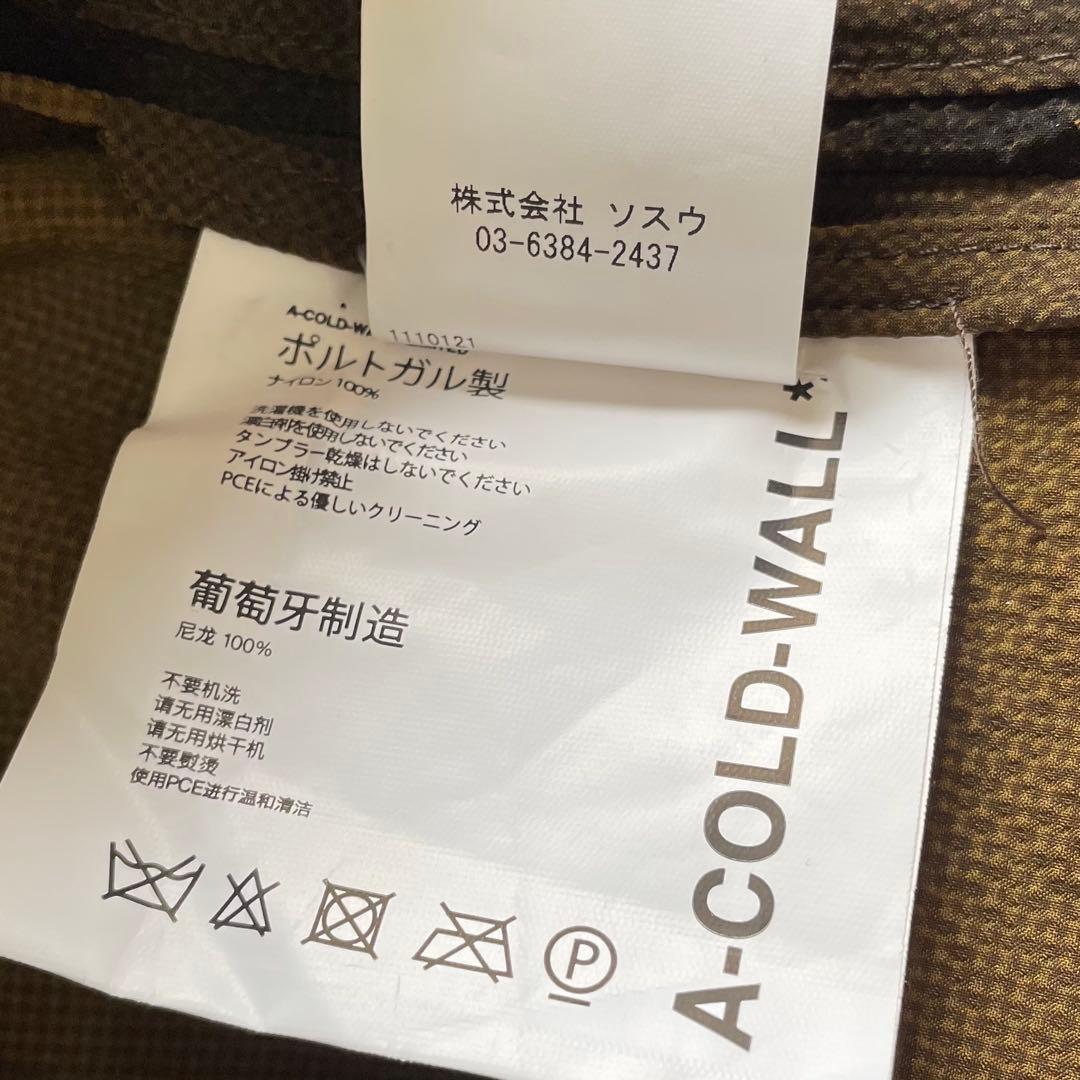 株式会社 ソスウ
03-6384-2437
A-COLD-WA
1110121
ポルトガル製
ナイロン 100%
洗濯機を使用しないでください
漂白剤を使用しないでください
タンブラー乾燥はしないでください
アイロン掛け禁止
PCEによる優しいクリーニング
葡萄牙制造
尼龙 100%
不要机洗
请无用漂白剂
请无用烘干机
不要熨烫
使用PCE进行温和清洁
P
A-COLD-WALL*